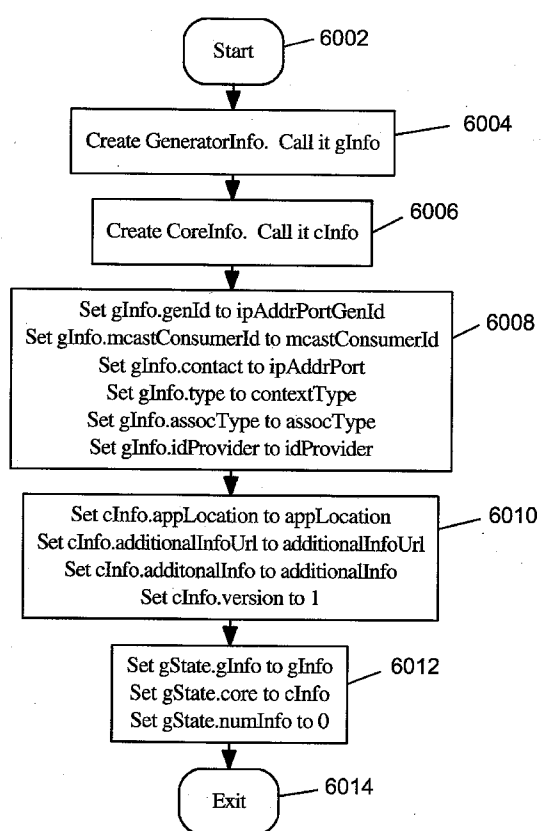 Start
6002
Create GeneratorInfo. Call it gInfo
6004
Create CoreInfo. Call it cInfo
6006
Set gInfo.genId to ipAddrPortGenId
Set gInfo.mcastConsumerId to mcastConsumerId
Set gInfo.contact to ipAddrPort
Set gInfo.type to contextType
Set gInfo.assocType to assocType
Set gInfo.idProvider to idProvider
6008
Set cInfo.appLocation to appLocation
Set cInfo.additionalInfoUrl to additionalInfoUrl
Set cInfo.additonalInfo to additionalInfo
Set cInfo.version to 1
6010
Set gState.gInfo to gInfo
Set gState.core to cInfo
Set gState.numInfo to 0
6012
Exit
6014